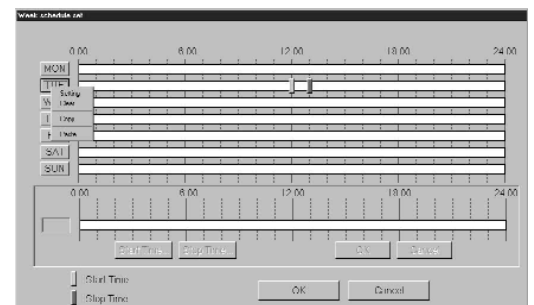 Week schedule set
0.00 6.00 12.00 18.00 24.00
MON
TUE
Setting
Clear
Copy
Paste
SAT
SUN
0.00 6.00 12.00 18.00 24.00
Start Time... Stop Time... OK Cancel
Start Time
Stop Time
OK Cancel